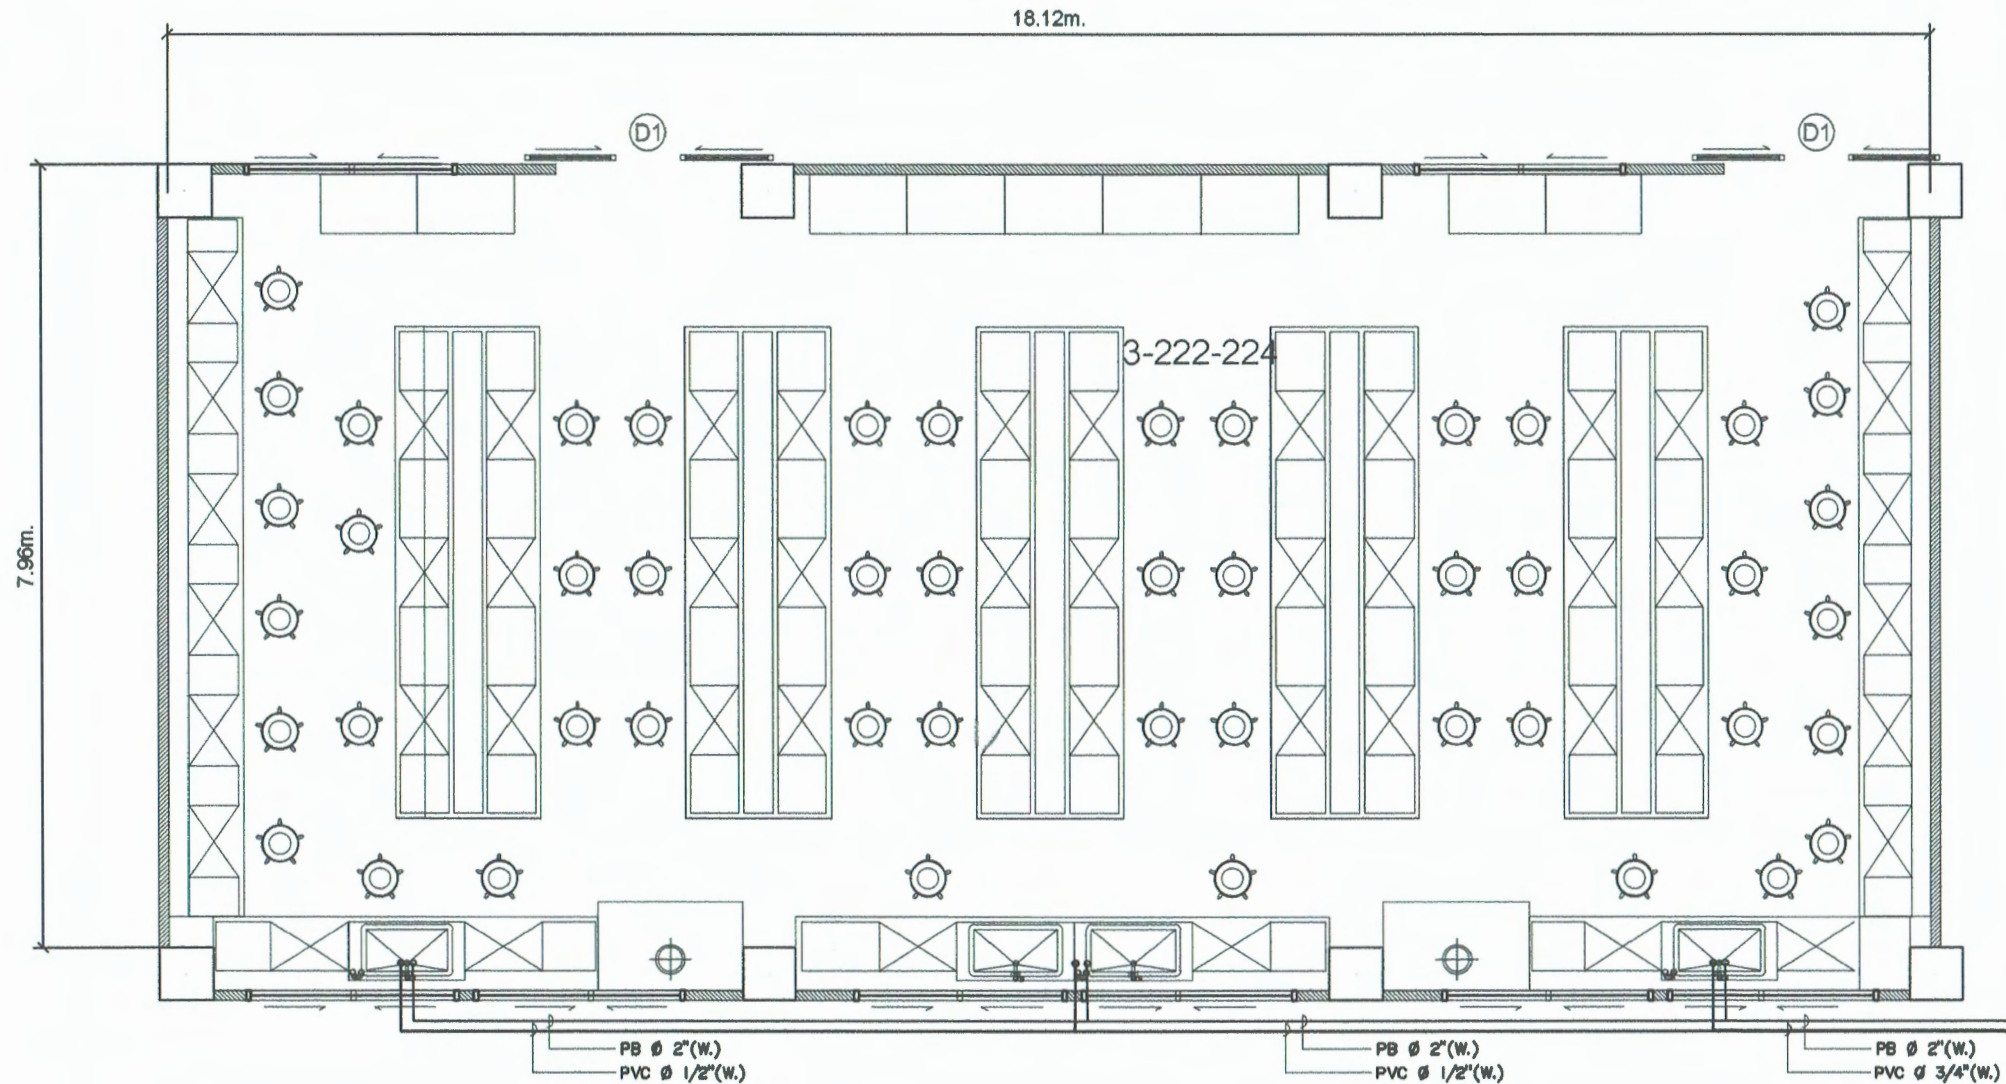 18.12m.
D1
D1
3-222-224
7.96m.
PB Ø 2"(W.)
PVC Ø 1/2"(W.)
PB Ø 2"(W.)
PVC Ø 1/2"(W.)
PB Ø 2"(W.)
PVC Ø 3/4"(W.)